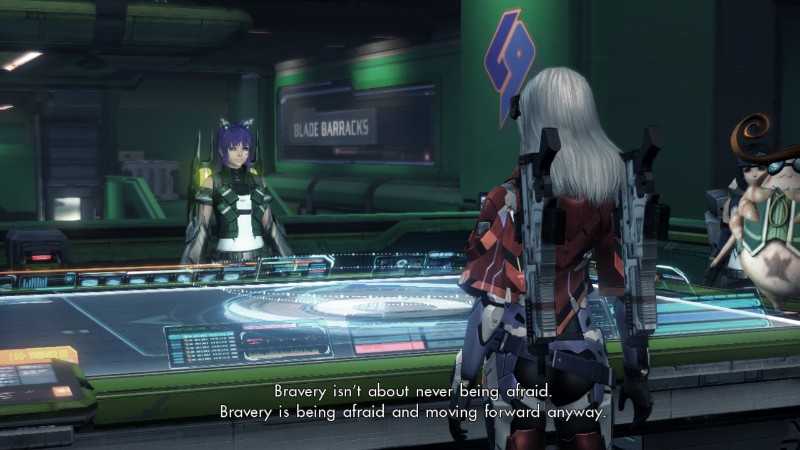 BLADE BARRACKS
Bravery isn't about never being afraid.
Bravery is being afraid and moving forward anyway.